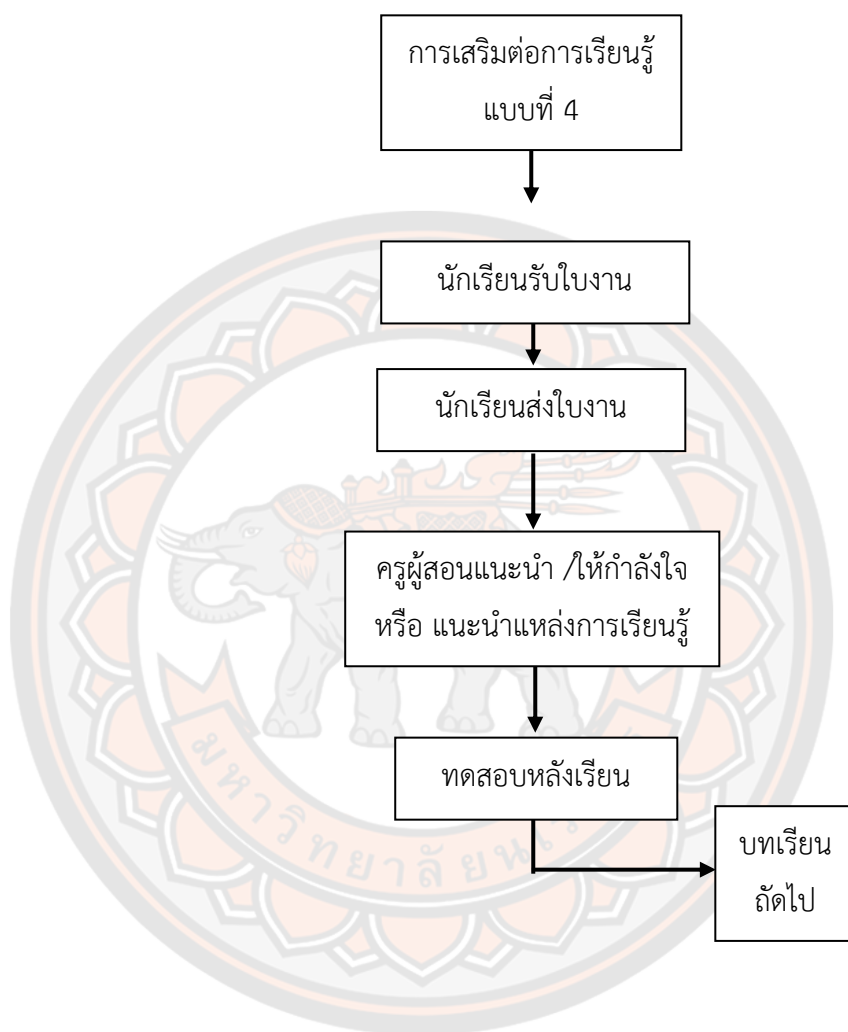 การเสริมต่อการเรียนรู้
แบบที่ 4
นักเรียนรับใบงาน
นักเรียนส่งใบงาน
ครูผู้สอนแนะนำ /ให้กำลังใจ
หรือ แนะนำแหล่งการเรียนรู้
ทดสอบหลังเรียน
บทเรียน
ถัดไป